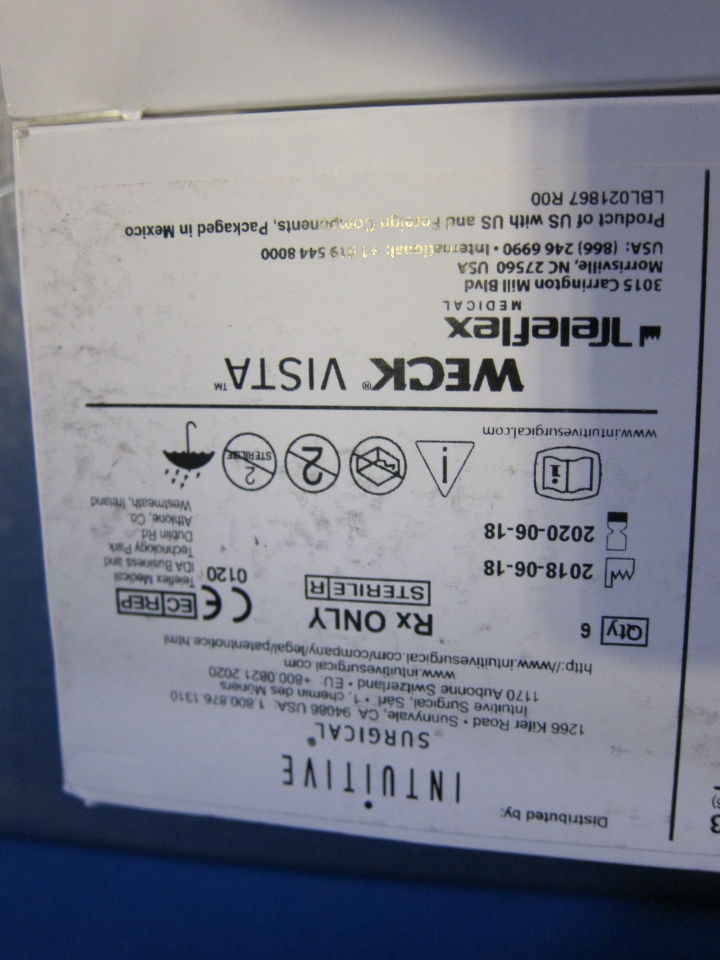 Distributed by:
INTUITIVE
SURGICAL®
1266 Kifer Road • Sunnyvale, CA 94086 USA: 1.800.876.1310
Intuitive Surgical, Sàrl • 1, chemin des Mûriers
1170 Aubonne Switzerland • EU: +800.0821.2020
www.intuitivesurgical.com
http://www.intuitivesurgical.com/company/legal/patentnotice.html
Qty 6
Rx ONLY
STERILE R
2018-06-18
2020-06-18
CE 0120
EC REP
Teleflex Medical
IDA Business and
Technology Park
Dublin Rd
Athlone, Co.
Westmeath, Ireland
i
i
2
2
STERILIZE
www.intuitivesurgical.com
WECK® VISTA™
Teleflex
MEDICAL
3015 Carrington Mill Blvd
Morrisville, NC 27560 USA
USA: (866) 246 6990 • International: +1 919 544 8000
Product of US with US and Foreign Components, Packaged in Mexico
LBL021867 R00